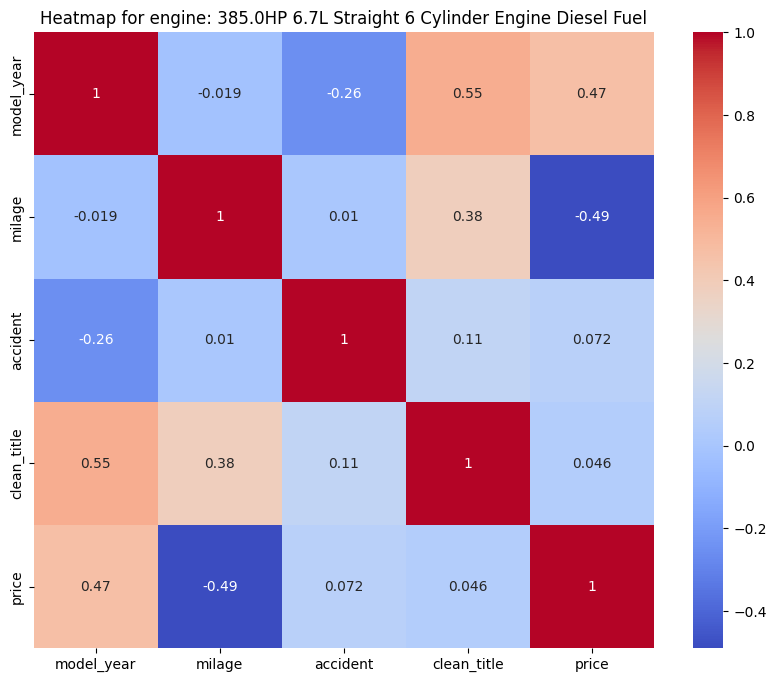 Heatmap for engine: 385.0HP 6.7L Straight 6 Cylinder Engine Diesel Fuel
model_year 1 -0.019 -0.26 0.55 0.47
milage -0.019 1 0.01 0.38 -0.49
accident -0.26 0.01 1 0.11 0.072
clean_title 0.55 0.38 0.11 1 0.046
price 0.47 -0.49 0.072 0.046 1
model_year milage accident clean_title price
1.0
0.8
0.6
0.4
0.2
0.0
−0.2
−0.4